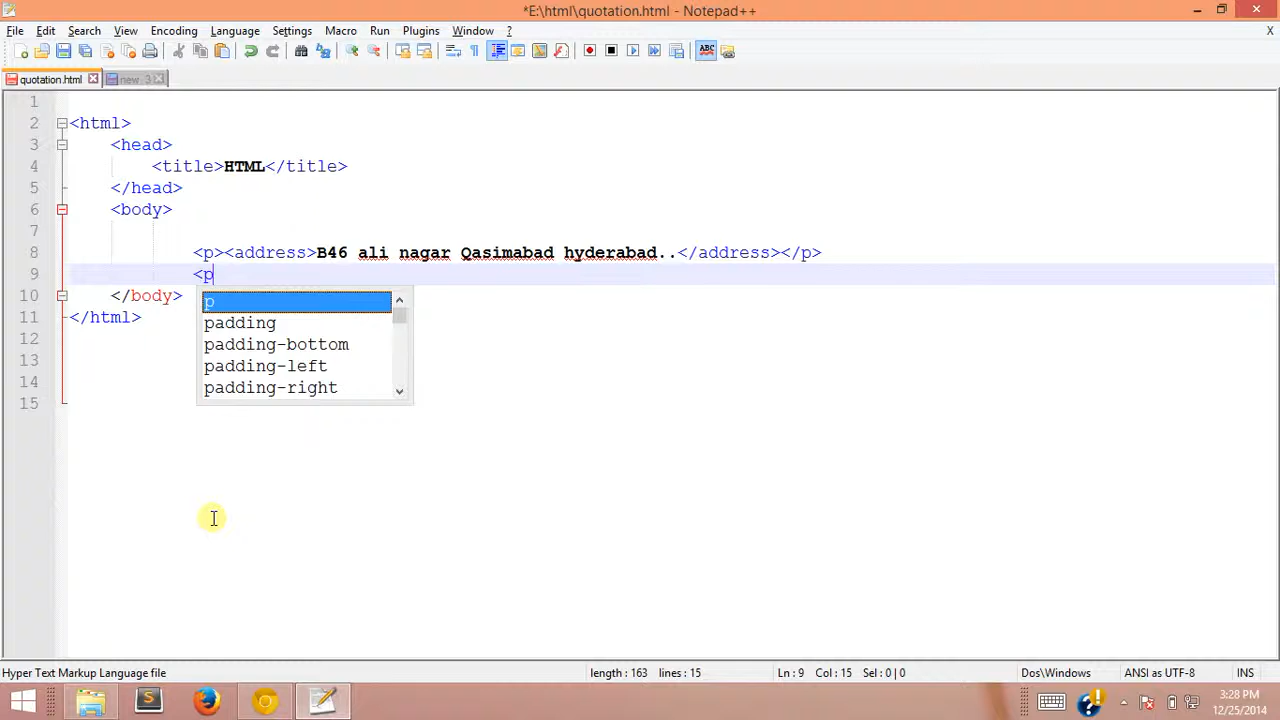 *E:\html\quotation.html - Notepad++
File Edit Search View Encoding Language Settings Macro Run Plugins Window ? X
ABC
quotation.html new 3
1
2 <html>
3 <head>
4 <title>HTML</title>
5 </head>
6 <body>
7
8 <p><address>B46 ali nagar Qasimabad hyderabad..</address></p>
9 <p
10 </body>
11 </html>
12
13
14
15
p
padding
padding-bottom
padding-left
padding-right
Hyper Text Markup Language file length : 163 lines : 15 Ln : 9 Col : 15 Sel : 0 | 0 Dos\Windows ANSI as UTF-8 INS
3:28 PM
12/25/2014